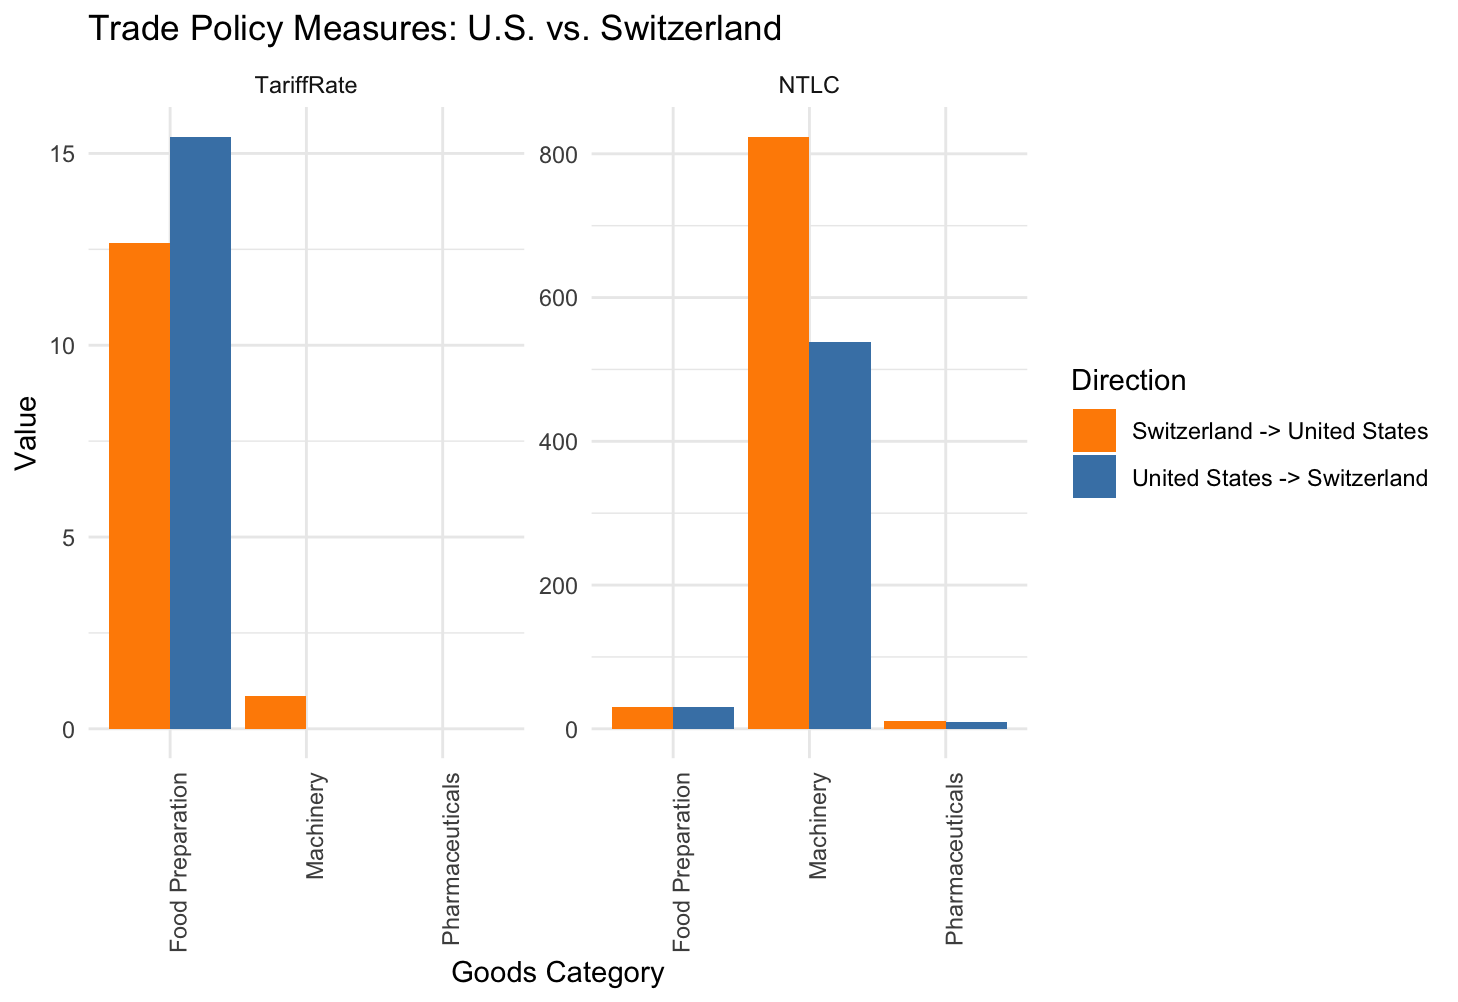 Trade Policy Measures: U.S. vs. Switzerland
TariffRate
NTLC
15
10
5
0
800
600
400
200
0
Value
Food Preparation
Machinery
Pharmaceuticals
Food Preparation
Machinery
Pharmaceuticals
Goods Category
Direction
Switzerland -> United States
United States -> Switzerland